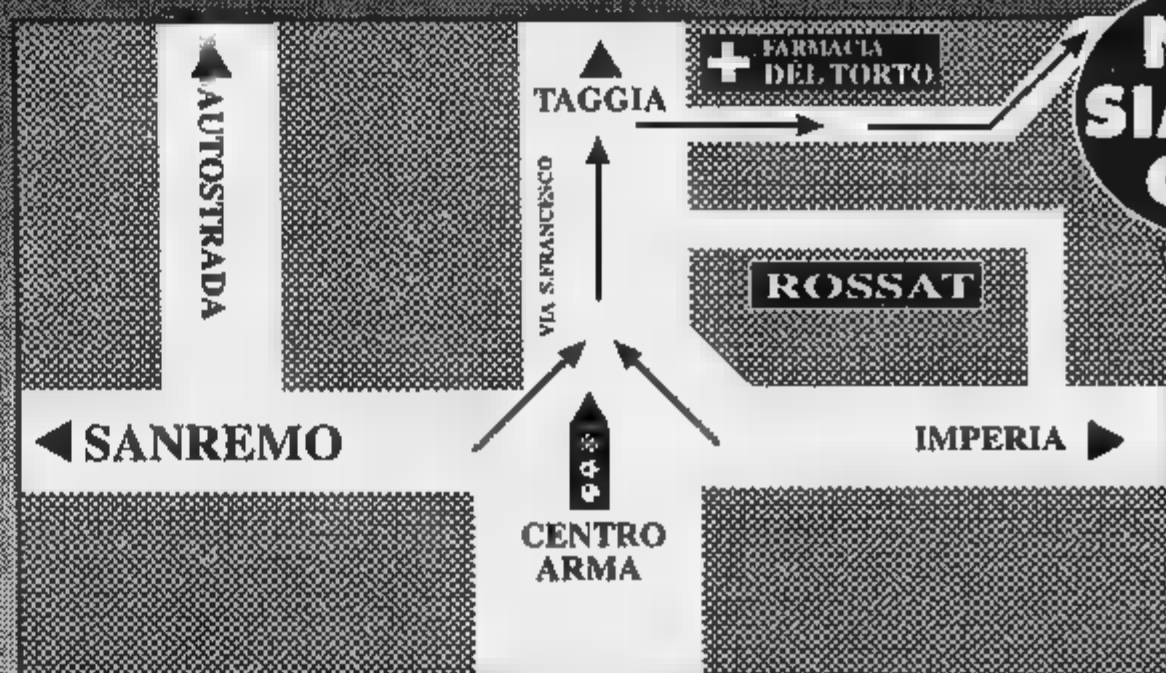 FARMACIA
DEL TORTO
TAGGIA
AUTOSTRADA
VIA S.FRANCESCO
ROSSAT
SANREMO
IMPERIA
CENTRO
ARMA